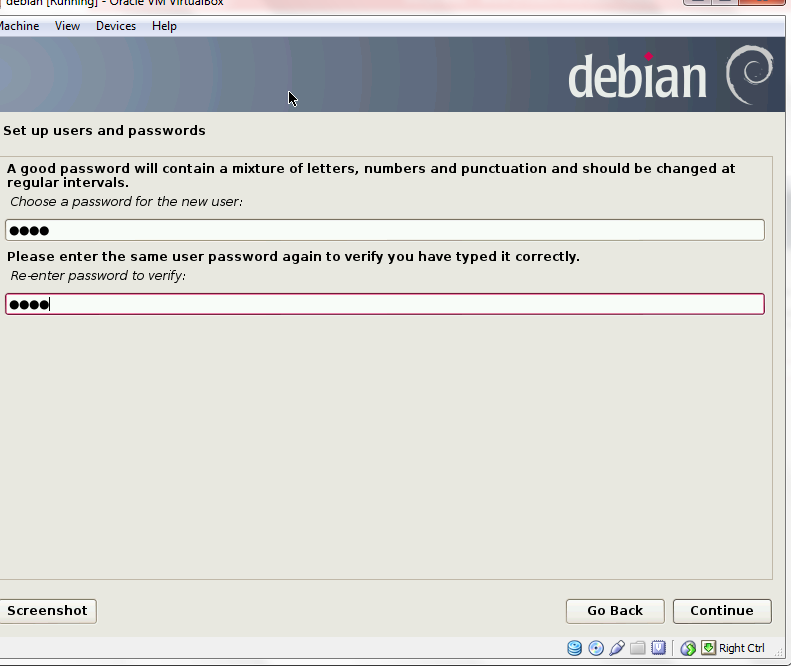 debian [Running] - Oracle VM VirtualBox
Machine View Devices Help
debian
Set up users and passwords
A good password will contain a mixture of letters, numbers and punctuation and should be changed at
regular intervals.
Choose a password for the new user:
●●●●
Please enter the same user password again to verify you have typed it correctly.
Re-enter password to verify:
●●●●
Screenshot Go Back Continue
Right Ctrl